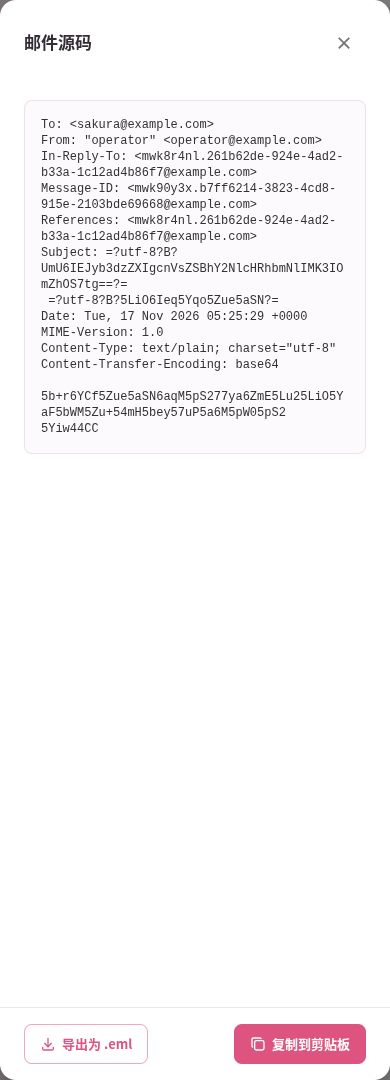 邮件源码
To: <sakura@example.com>
From: "operator" <operator@example.com>
In-Reply-To: <mwk8r4nl.261b62de-924e-4ad2-
b33a-1c12ad4b86f7@example.com>
Message-ID: <mwk90y3x.b7ff6214-3823-4cd8-
915e-2103bde69668@example.com>
References: <mwk8r4nl.261b62de-924e-4ad2-
b33a-1c12ad4b86f7@example.com>
Subject: =?utf-8?B?
UmU6IEJyb3dzZXIgcnVsZSBhY2NlcHRhbmNlIMK3IO
mZhOS7tg==?=
=?utf-8?B?5LiO6Ieq5Yqo5Zue5aSN?=
Date: Tue, 17 Nov 2026 05:25:29 +0000
MIME-Version: 1.0
Content-Type: text/plain; charset="utf-8"
Content-Transfer-Encoding: base64
5b+r6YCf5Zue5aSN6aqM5pS277ya6ZmE5Lu25LiO5Y
aF5bWM5Zu+54mH5bey57uP5a6M5pW05pS2
5Yiw44CC
导出为 .eml
复制到剪贴板